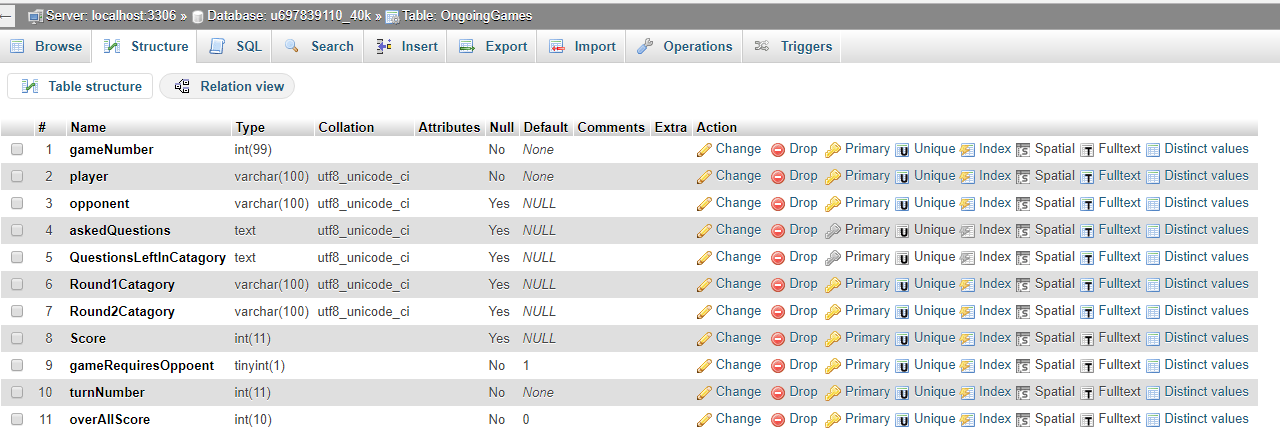 ← Server: localhost:3306 » Database: u697839110_40k » Table: OngoingGames
Browse Structure SQL Search Insert Export Import Operations Triggers
Table structure Relation view
# Name Type Collation Attributes Null Default Comments Extra Action
1 gameNumber int(99) No None Change Drop Primary Unique Index Spatial Fulltext Distinct values
2 player varchar(100) utf8_unicode_ci No None Change Drop Primary Unique Index Spatial Fulltext Distinct values
3 opponent varchar(100) utf8_unicode_ci Yes NULL Change Drop Primary Unique Index Spatial Fulltext Distinct values
4 askedQuestions text utf8_unicode_ci Yes NULL Change Drop Primary Unique Index Spatial Fulltext Distinct values
5 QuestionsLeftInCatagory text utf8_unicode_ci Yes NULL Change Drop Primary Unique Index Spatial Fulltext Distinct values
6 Round1Catagory varchar(100) utf8_unicode_ci Yes NULL Change Drop Primary Unique Index Spatial Fulltext Distinct values
7 Round2Catagory varchar(100) utf8_unicode_ci Yes NULL Change Drop Primary Unique Index Spatial Fulltext Distinct values
8 Score int(11) Yes NULL Change Drop Primary Unique Index Spatial Fulltext Distinct values
9 gameRequiresOppoent tinyint(1) No 1 Change Drop Primary Unique Index Spatial Fulltext Distinct values
10 turnNumber int(11) No None Change Drop Primary Unique Index Spatial Fulltext Distinct values
11 overAllScore int(10) No 0 Change Drop Primary Unique Index Spatial Fulltext Distinct values